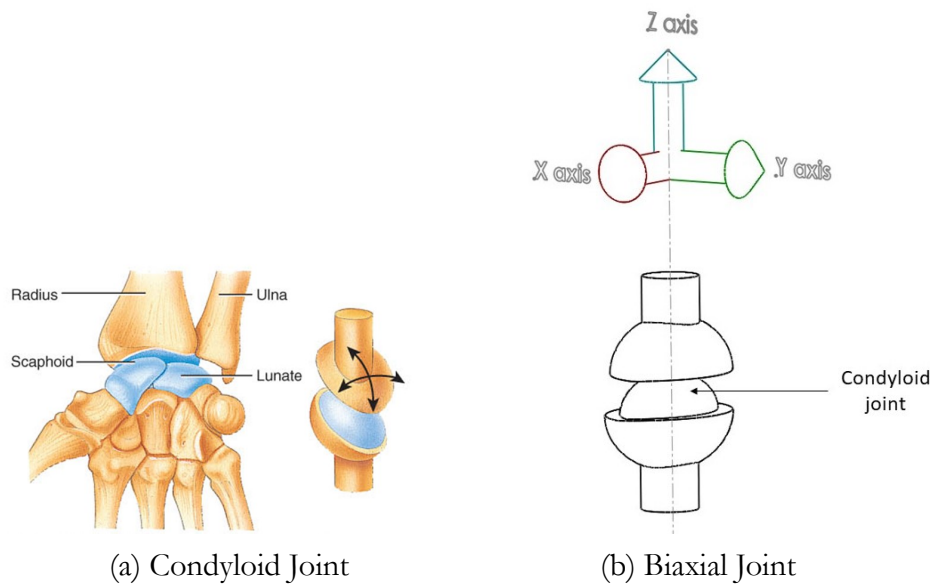 Z axis
X axis
.Y axis
Radius
Ulna
Scaphoid
Lunate
Condyloid
joint
(a) Condyloid Joint
(b) Biaxial Joint